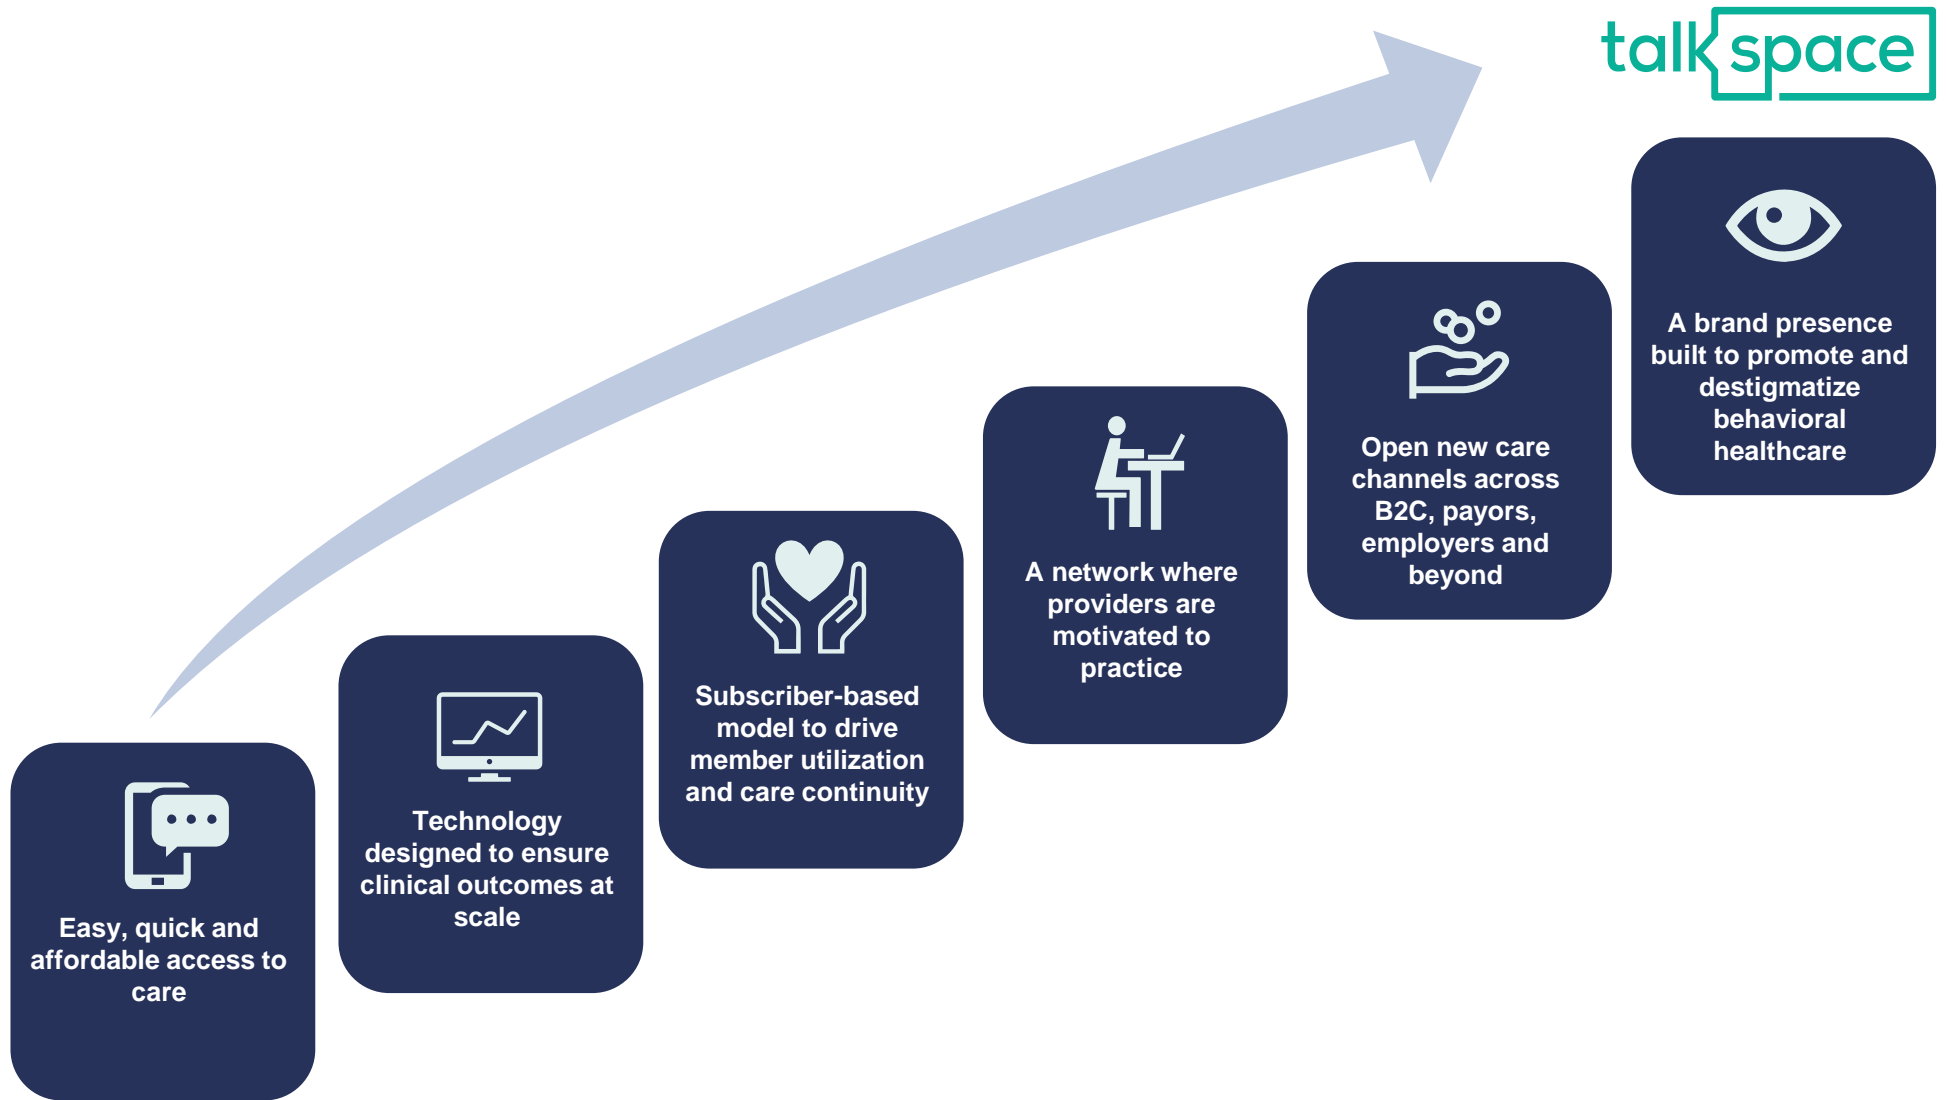 talkspace
Easy, quick and
affordable access to
care
Technology
designed to ensure
clinical outcomes at
scale
Subscriber-based
model to drive
member utilization
and care continuity
A network where
providers are
motivated to
practice
Open new care
channels across
B2C, payors,
employers and
beyond
A brand presence
built to promote and
destigmatize
behavioral
healthcare